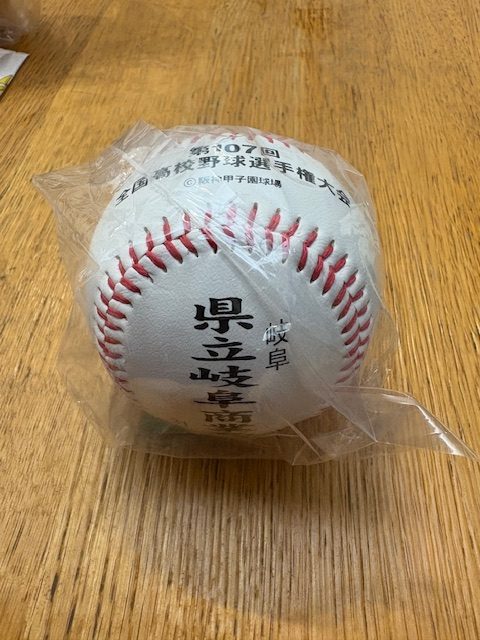 第107回
全国高校野球選手権大会
©阪神甲子園球場
岐阜
県立岐阜商業